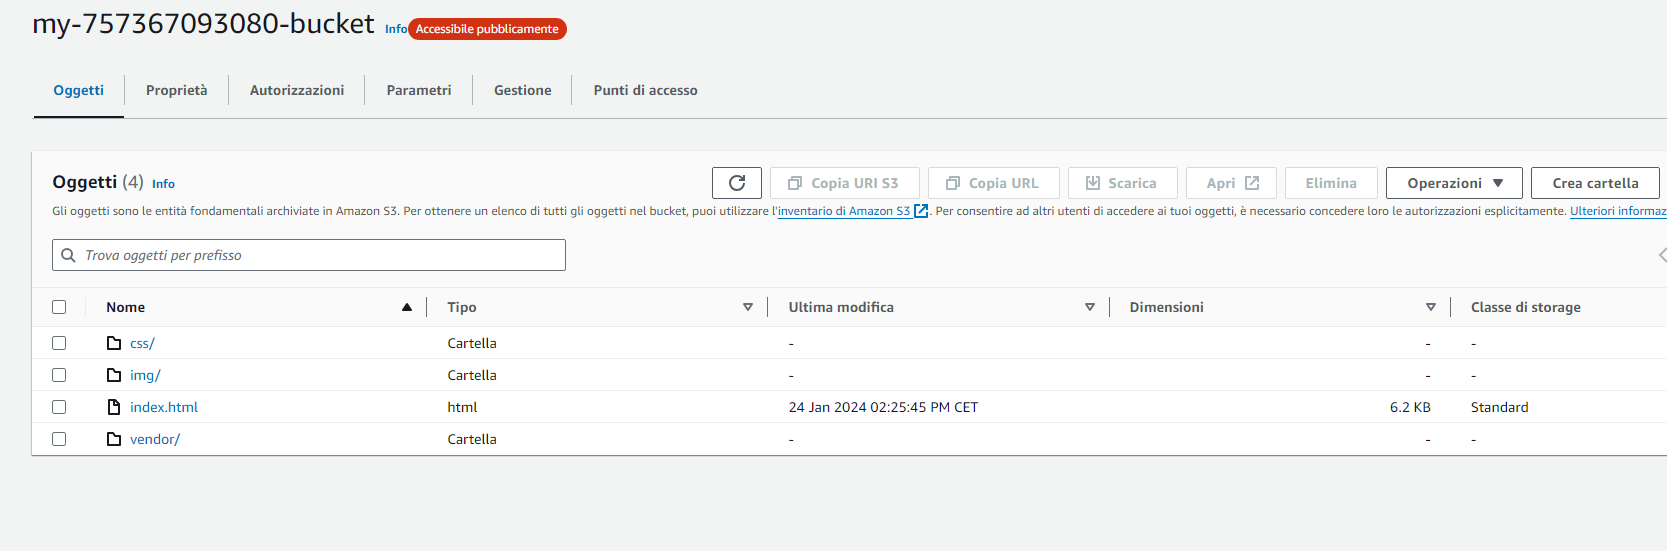 my-757367093080-bucket Info Accessibile pubblicamente
Oggetti Proprietà Autorizzazioni Parametri Gestione Punti di accesso
Oggetti (4) Info Copia URI S3 Copia URL Scarica Apri Elimina Operazioni Crea cartella
Gli oggetti sono le entità fondamentali archiviate in Amazon S3. Per ottenere un elenco di tutti gli oggetti nel bucket, puoi utilizzare l'inventario di Amazon S3. Per consentire ad altri utenti di accedere ai tuoi oggetti, è necessario concedere loro le autorizzazioni esplicitamente. Ulteriori informaz
Trova oggetti per prefisso
Nome Tipo Ultima modifica Dimensioni Classe di storage
css/ Cartella - - -
img/ Cartella - - -
index.html html 24 Jan 2024 02:25:45 PM CET 6.2 KB Standard
vendor/ Cartella - - -